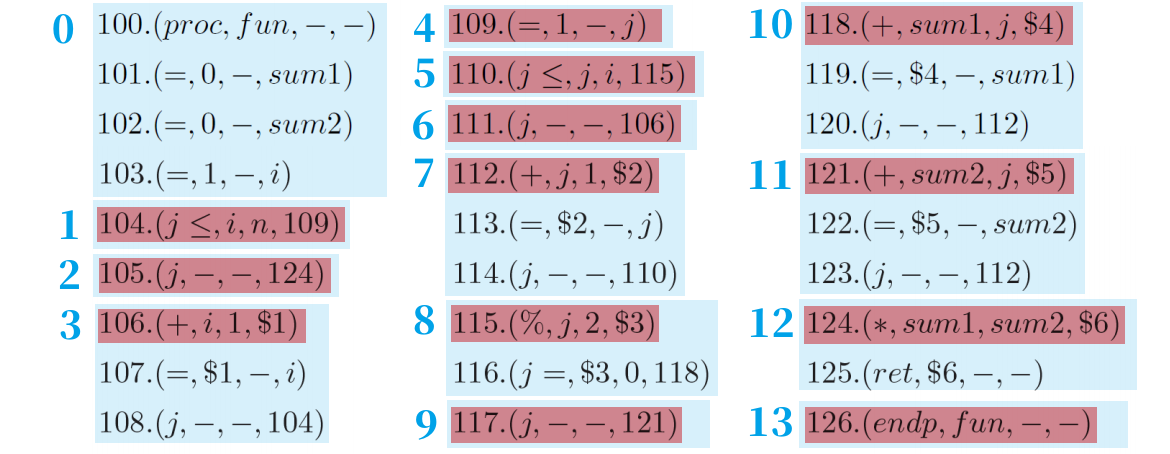 0 100.(proc, fun, −, −)
101.(=, 0, −, sum1)
102.(=, 0, −, sum2)
103.(=, 1, −, i)
1 104.(j ≤, i, n, 109)
2 105.(j, −, −, 124)
3 106.(+, i, 1, $1)
107.(=, $1, −, i)
108.(j, −, −, 104)
4 109.(=, 1, −, j)
5 110.(j ≤, j, i, 115)
6 111.(j, −, −, 106)
7 112.(+, j, 1, $2)
113.(=, $2, −, j)
114.(j, −, −, 110)
8 115.(%, j, 2, $3)
116.(j =, $3, 0, 118)
9 117.(j, −, −, 121)
10 118.(+, sum1, j, $4)
119.(=, $4, −, sum1)
120.(j, −, −, 112)
11 121.(+, sum2, j, $5)
122.(=, $5, −, sum2)
123.(j, −, −, 112)
12 124.(∗, sum1, sum2, $6)
125.(ret, $6, −, −)
13 126.(endp, fun, −, −)